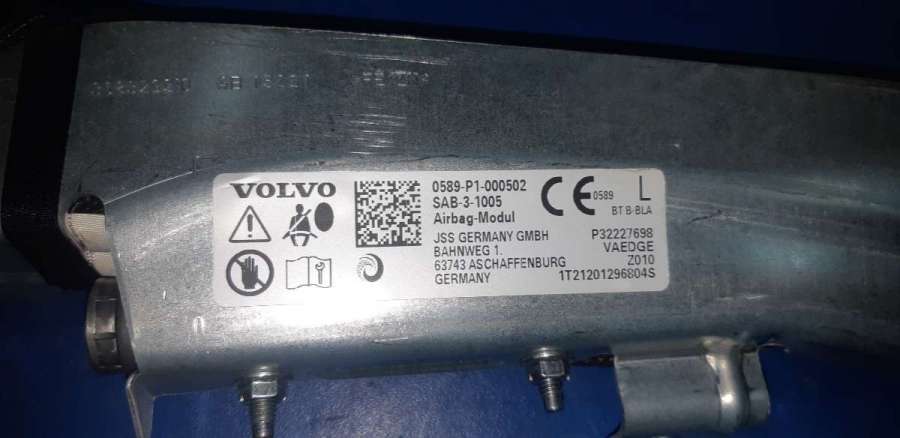 VOLVO
0589-P1-000502
SAB-3-1005
Airbag-Modul
JSS GERMANY GMBH
BAHNWEG 1.
63743 ASCHAFFENBURG
GERMANY
CE 0589
L
BT B-BLA
P32227698
VAEDGE
Z010
1T21201296804S